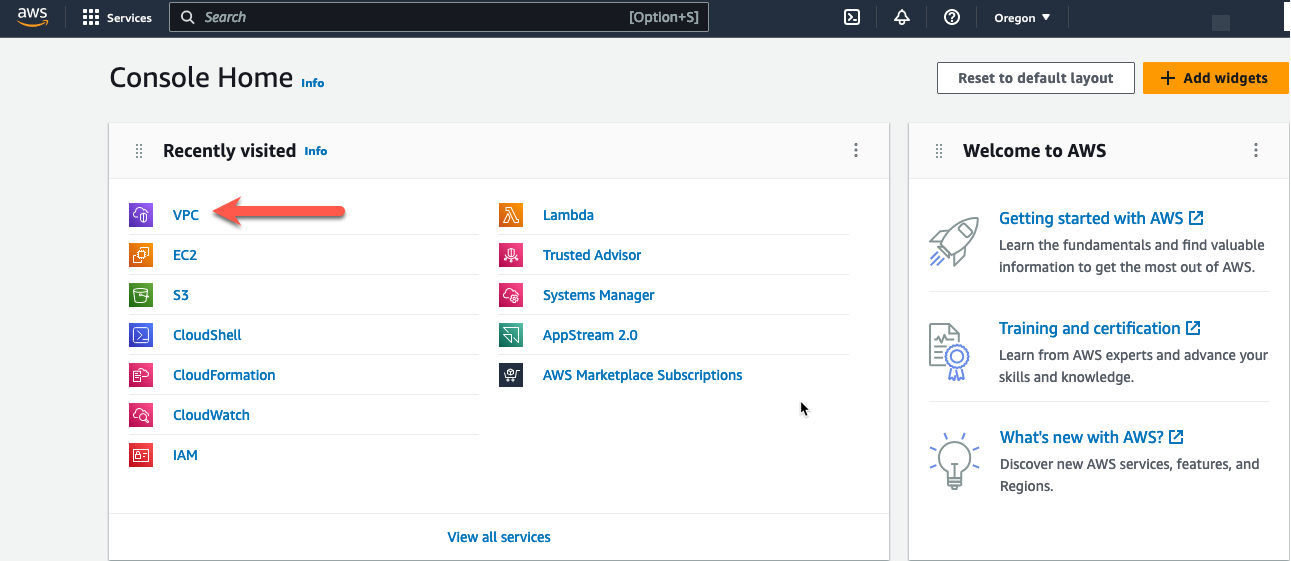 aws
Services
Search
[Option+S]
Oregon
Console Home Info
Reset to default layout
Add widgets
Recently visited Info
VPC
EC2
S3
CloudShell
CloudFormation
CloudWatch
IAM
Lambda
Trusted Advisor
Systems Manager
AppStream 2.0
AWS Marketplace Subscriptions
View all services
Welcome to AWS
Getting started with AWS
Learn the fundamentals and find valuable
information to get the most out of AWS.
Training and certification
Learn from AWS experts and advance your
skills and knowledge.
What's new with AWS?
Discover new AWS services, features, and
Regions.